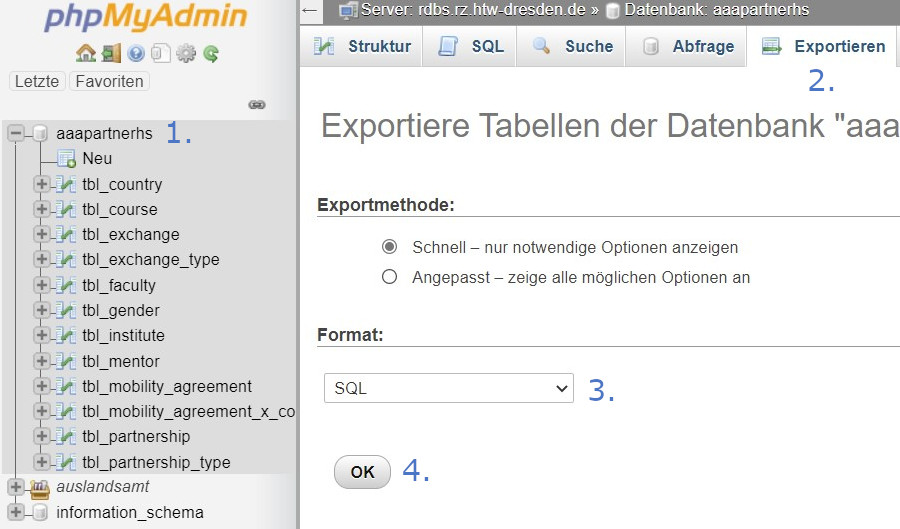 phpMyAdmin
Letzte Favoriten
aaapartnerhs 1.
Neu
tbl_country
tbl_course
tbl_exchange
tbl_exchange_type
tbl_faculty
tbl_gender
tbl_institute
tbl_mentor
tbl_mobility_agreement
tbl_mobility_agreement_x_co
tbl_partnership
tbl_partnership_type
auslandsamt
information_schema
← Server: rdbs.rz.htw-dresden.de » Datenbank: aaapartnerhs
Struktur SQL Suche Abfrage Exportieren
2.
Exportiere Tabellen der Datenbank "aaa
Exportmethode:
Schnell – nur notwendige Optionen anzeigen
Angepasst – zeige alle möglichen Optionen an
Format:
SQL 3.
OK 4.